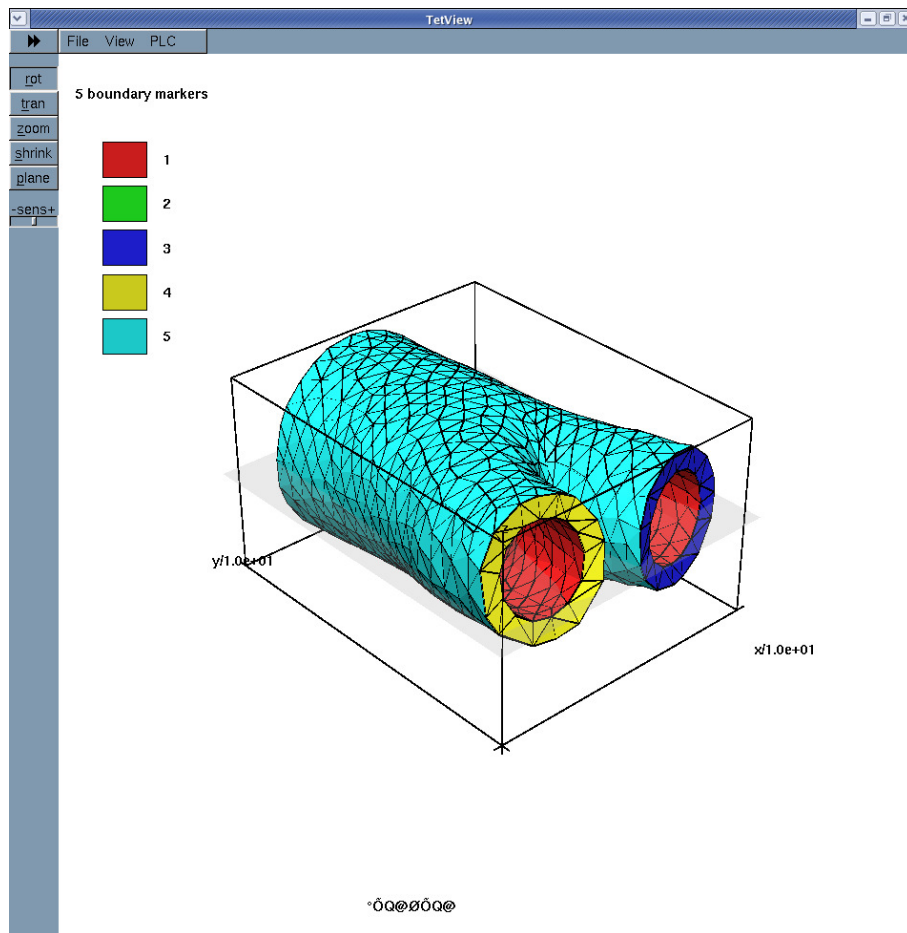 TetView
File View PLC
rot
tran
zoom
shrink
plane
-sens+
5 boundary markers
1
2
3
4
5
z
y/1.0e+01
x/1.0e+01
°ÕQ@ØÕQ@